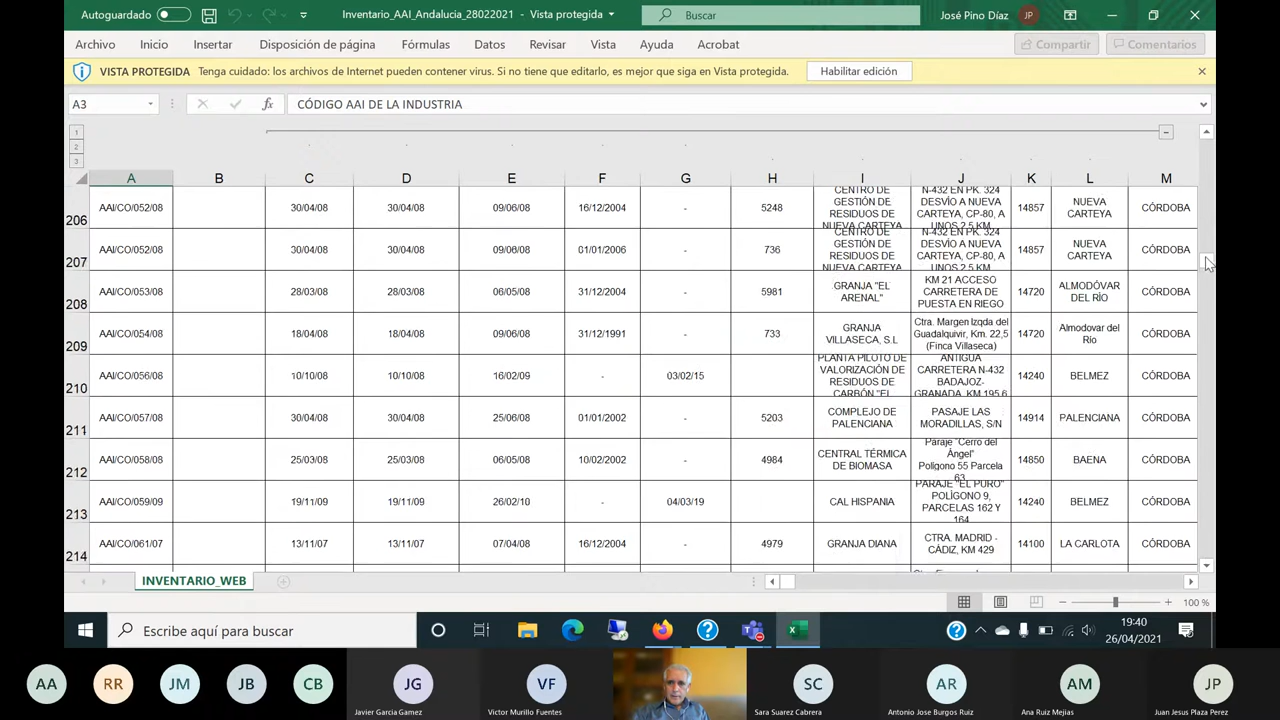 Autoguardado
Inventario_AAI_Andalucia_28022021 - Vista protegida
Buscar
José Pino Díaz
JP
Archivo Inicio Insertar Disposición de página Fórmulas Datos Revisar Vista Ayuda Acrobat
Compartir Comentarios
VISTA PROTEGIDA Tenga cuidado: los archivos de Internet pueden contener virus. Si no tiene que editarlo, es mejor que siga en Vista protegida. Habilitar edición
A3 fx CÓDIGO AAI DE LA INDUSTRIA
1
2
3
A B C D E F G H I J K L M
206 AAI/CO/052/08 30/04/08 30/04/08 09/06/08 16/12/2004 - 5248 CENTRO DE GESTIÓN DE RESIDUOS DE NUEVA CARTEYA N-432 EN PK. 324 DESVÍO A NUEVA CARTEYA, CP-80, A UNOS 2,5 KM 14857 NUEVA CARTEYA CÓRDOBA
207 AAI/CO/052/08 30/04/08 30/04/08 09/06/08 01/01/2006 - 736 CENTRO DE GESTIÓN DE RESIDUOS DE NUEVA CARTEYA N-432 EN PK. 324 DESVÍO A NUEVA CARTEYA, CP-80, A UNOS 2,5 KM 14857 NUEVA CARTEYA CÓRDOBA
208 AAI/CO/053/08 28/03/08 28/03/08 06/05/08 31/12/2004 - 5981 GRANJA "EL ARENAL" KM 21 ACCESO CARRETERA DE PUESTA EN RIEGO 14720 ALMODÓVAR DEL RÍO CÓRDOBA
209 AAI/CO/054/08 18/04/08 18/04/08 09/06/08 31/12/1991 - 733 GRANJA VILLASECA, S.L Ctra. Margen Izqda del Guadalquivir, Km. 22,5 (Finca Villaseca) 14720 Almodovar del Río CÓRDOBA
210 AAI/CO/056/08 10/10/08 10/10/08 16/02/09 - 03/02/15 PLANTA PILOTO DE VALORIZACIÓN DE RESIDUOS DE CARBÓN "EL ANTIGUA CARRETERA N-432 BADAJOZ-GRANADA, KM 195,6 14240 BELMEZ CÓRDOBA
211 AAI/CO/057/08 30/04/08 30/04/08 25/06/08 01/01/2002 - 5203 COMPLEJO DE PALENCIANA PASAJE LAS MORADILLAS, S/N 14914 PALENCIANA CÓRDOBA
212 AAI/CO/058/08 25/03/08 25/03/08 06/05/08 10/02/2002 - 4984 CENTRAL TÉRMICA DE BIOMASA Paraje "Cerro del Ángel" Polígono 55 Parcela 63 14850 BAENA CÓRDOBA
213 AAI/CO/059/09 19/11/09 19/11/09 26/02/10 - 04/03/19 CAL HISPANIA PARAJE "EL PURO" POLÍGONO 9, PARCELAS 162 Y 164 14240 BELMEZ CÓRDOBA
214 AAI/CO/061/07 13/11/07 13/11/07 07/04/08 16/12/2004 - 4979 GRANJA DIANA CTRA. MADRID - CÁDIZ, KM 429 14100 LA CARLOTA CÓRDOBA
INVENTARIO_WEB
100 %
Escribe aquí para buscar
19:40
26/04/2021
AA RR JM JB CB JG VF SC AR AM JP
Javier Garcia Gamez Victor Murillo Fuentes Sara Suarez Cabrera Antonio Jose Burgos Ruiz Ana Ruiz Mejias Juan Jesus Plaza Perez